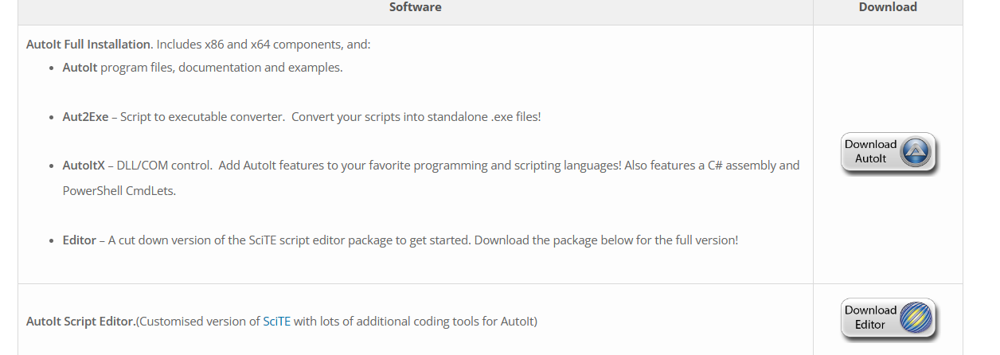 Software
Download
AutoIt Full Installation. Includes x86 and x64 components, and:
• AutoIt program files, documentation and examples.
• Aut2Exe – Script to executable converter.  Convert your scripts into standalone .exe files!
• AutoItX – DLL/COM control.  Add AutoIt features to your favorite programming and scripting languages! Also features a C# assembly and
PowerShell CmdLets.
• Editor – A cut down version of the SciTE script editor package to get started. Download the package below for the full version!
Download
AutoIt
AutoIt Script Editor.(Customised version of SciTE with lots of additional coding tools for AutoIt)
Download
Editor